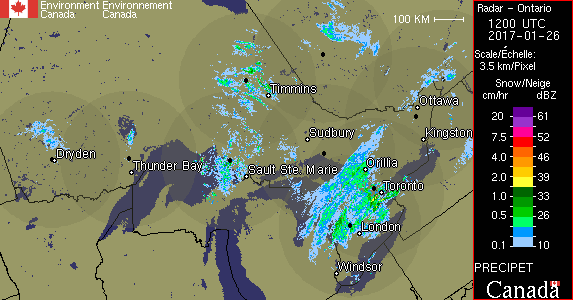 Environment Environnement
Canada Canada
100 KM
Timmins
Ottawa
Sudbury
Kingston
Dryden
Thunder Bay
Sault Ste. Marie
Orillia
Toronto
London
Windsor
Radar - Ontario
1200 UTC
2017-01-26
Scale/Échelle:
3.5 km/Pixel
Snow/Neige
cm/hr dBZ
20 61
7.5 52
4.0 46
2.0 39
1.0 33
0.5 26
0.1 10
PRECIPET
Canada